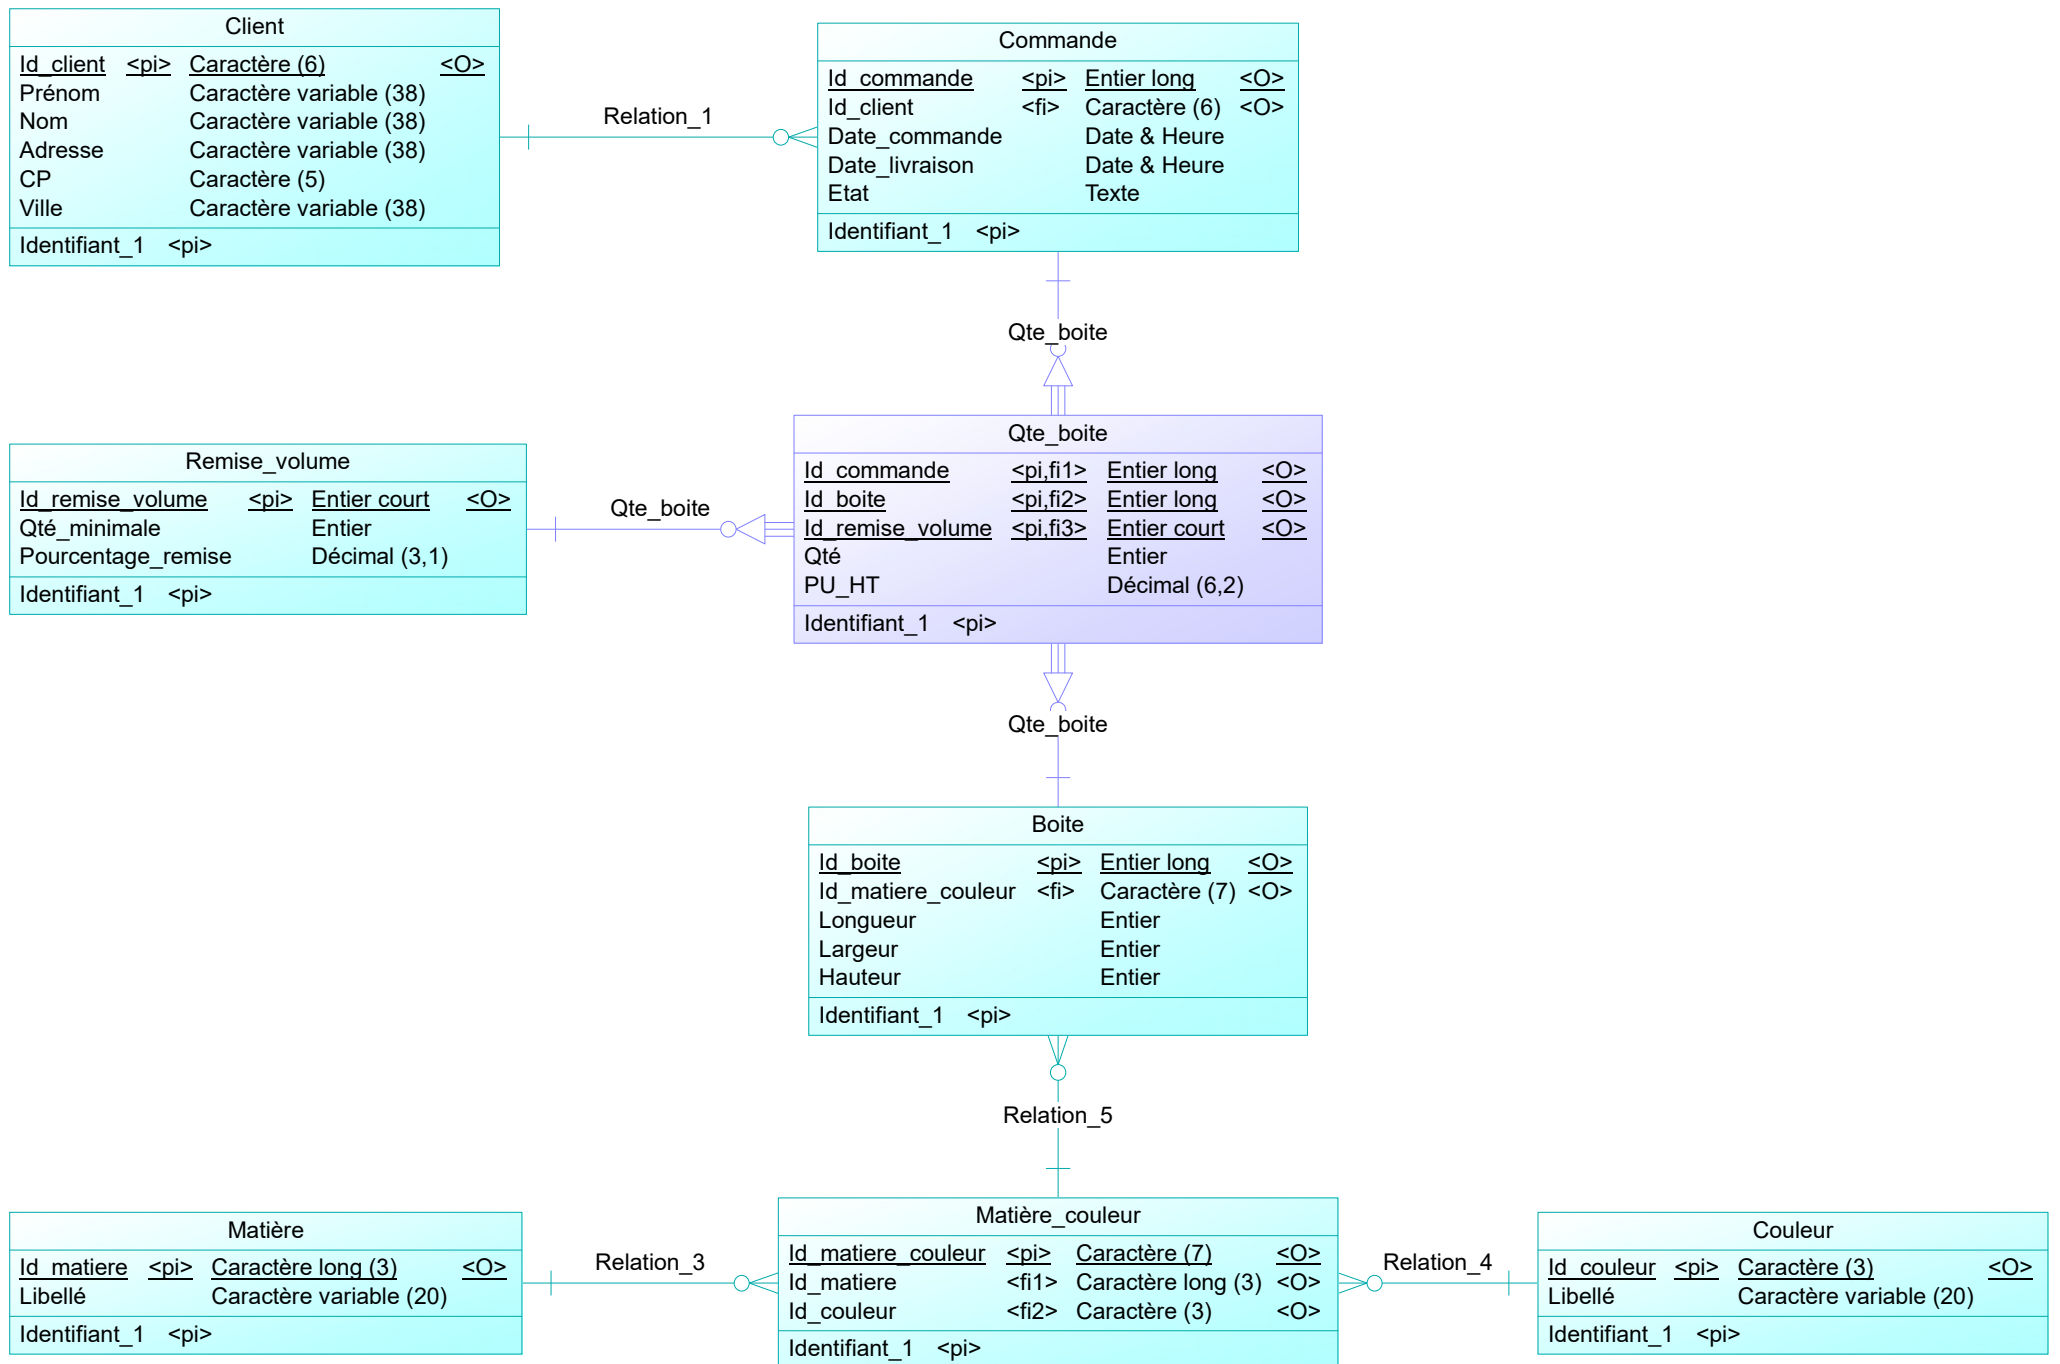 Client
Id_client <pi> Caractère (6) <O>
Prénom Caractère variable (38)
Nom Caractère variable (38)
Adresse Caractère variable (38)
CP Caractère (5)
Ville Caractère variable (38)
Identifiant_1 <pi>
Relation_1
Commande
Id_commande <pi> Entier long <O>
Id_client <fi> Caractère (6) <O>
Date_commande Date & Heure
Date_livraison Date & Heure
Etat Texte
Identifiant_1 <pi>
Qte_boite
Remise_volume
Id_remise_volume <pi> Entier court <O>
Qté_minimale Entier
Pourcentage_remise Décimal (3,1)
Identifiant_1 <pi>
Qte_boite
Qte_boite
Id_commande <pi,fi1> Entier long <O>
Id_boite <pi,fi2> Entier long <O>
Id_remise_volume <pi,fi3> Entier court <O>
Qté Entier
PU_HT Décimal (6,2)
Identifiant_1 <pi>
Qte_boite
Boite
Id_boite <pi> Entier long <O>
Id_matiere_couleur <fi> Caractère (7) <O>
Longueur Entier
Largeur Entier
Hauteur Entier
Identifiant_1 <pi>
Relation_5
Matière
Id_matiere <pi> Caractère long (3) <O>
Libellé Caractère variable (20)
Identifiant_1 <pi>
Relation_3
Matière_couleur
Id_matiere_couleur <pi> Caractère (7) <O>
Id_matiere <fi1> Caractère long (3) <O>
Id_couleur <fi2> Caractère (3) <O>
Identifiant_1 <pi>
Relation_4
Couleur
Id_couleur <pi> Caractère (3) <O>
Libellé Caractère variable (20)
Identifiant_1 <pi>